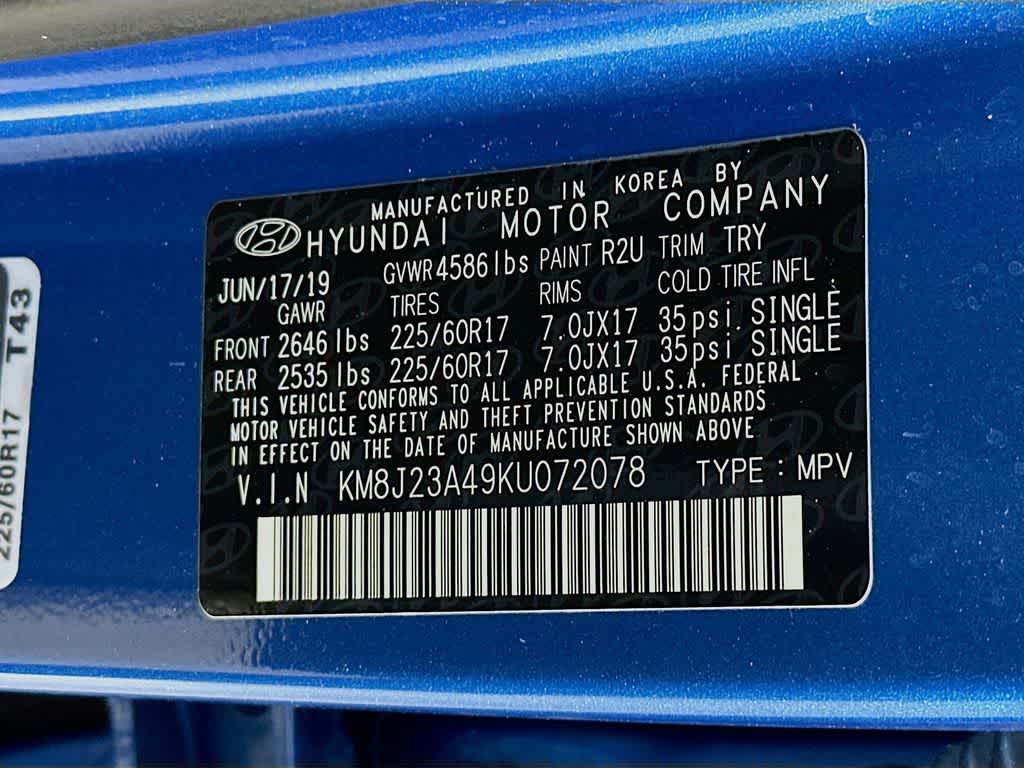 MANUFACTURED IN KOREA BY
HYUNDAI MOTOR COMPANY
JUN/17/19 GVWR 4586 lbs PAINT R2U TRIM TRY
GAWR TIRES RIMS COLD TIRE INFL
FRONT 2646 lbs 225/60R17 7.0JX17 35psi. SINGLE
REAR 2535 lbs 225/60R17 7.0JX17 35psi SINGLE
THIS VEHICLE CONFORMS TO ALL APPLICABLE U.S.A. FEDERAL
MOTOR VEHICLE SAFETY AND THEFT PREVENTION STANDARDS
IN EFFECT ON THE DATE OF MANUFACTURE SHOWN ABOVE
V.I.N KM8J23A49KU072078 TYPE : MPV
225/60R17 T43